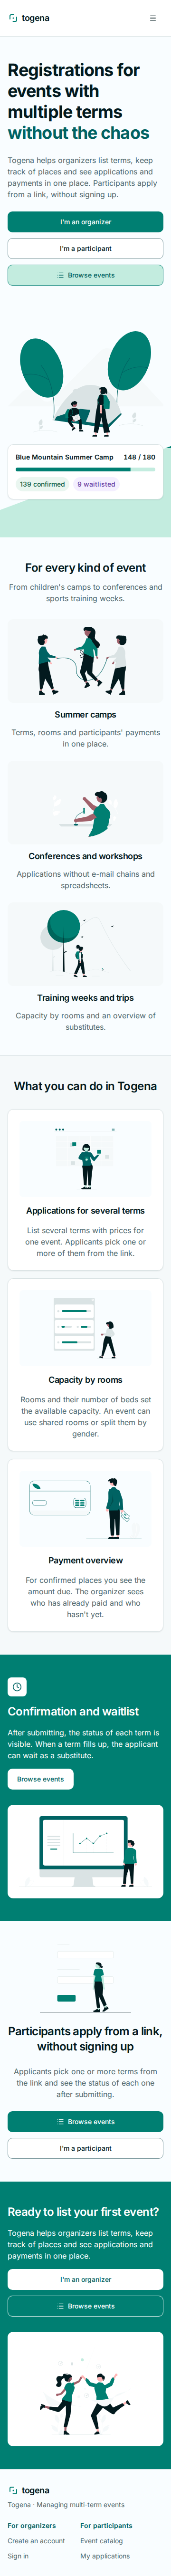 togena
Registrations for
events with
multiple terms
without the chaos
Togena helps organizers list terms, keep
track of places and see applications and
payments in one place. Participants apply
from a link, without signing up.
I'm an organizer
I'm a participant
Browse events
Blue Mountain Summer Camp 148 / 180
139 confirmed 9 waitlisted
For every kind of event
From children's camps to conferences and
sports training weeks.
Summer camps
Terms, rooms and participants' payments
in one place.
Conferences and workshops
Applications without e-mail chains and
spreadsheets.
Training weeks and trips
Capacity by rooms and an overview of
substitutes.
What you can do in Togena
Applications for several terms
List several terms with prices for
one event. Applicants pick one or
more of them from the link.
Capacity by rooms
Rooms and their number of beds set
the available capacity. An event can
use shared rooms or split them by
gender.
Payment overview
For confirmed places you see the
amount due. The organizer sees
who has already paid and who
hasn't yet.
Confirmation and waitlist
After submitting, the status of each term is
visible. When a term fills up, the applicant
can wait as a substitute.
Browse events
Participants apply from a link,
without signing up
Applicants pick one or more terms from
the link and see the status of each one
after submitting.
Browse events
I'm a participant
Ready to list your first event?
Togena helps organizers list terms, keep
track of places and see applications and
payments in one place.
I'm an organizer
Browse events
togena
Togena · Managing multi-term events
For organizers
Create an account
Sign in
For participants
Event catalog
My applications